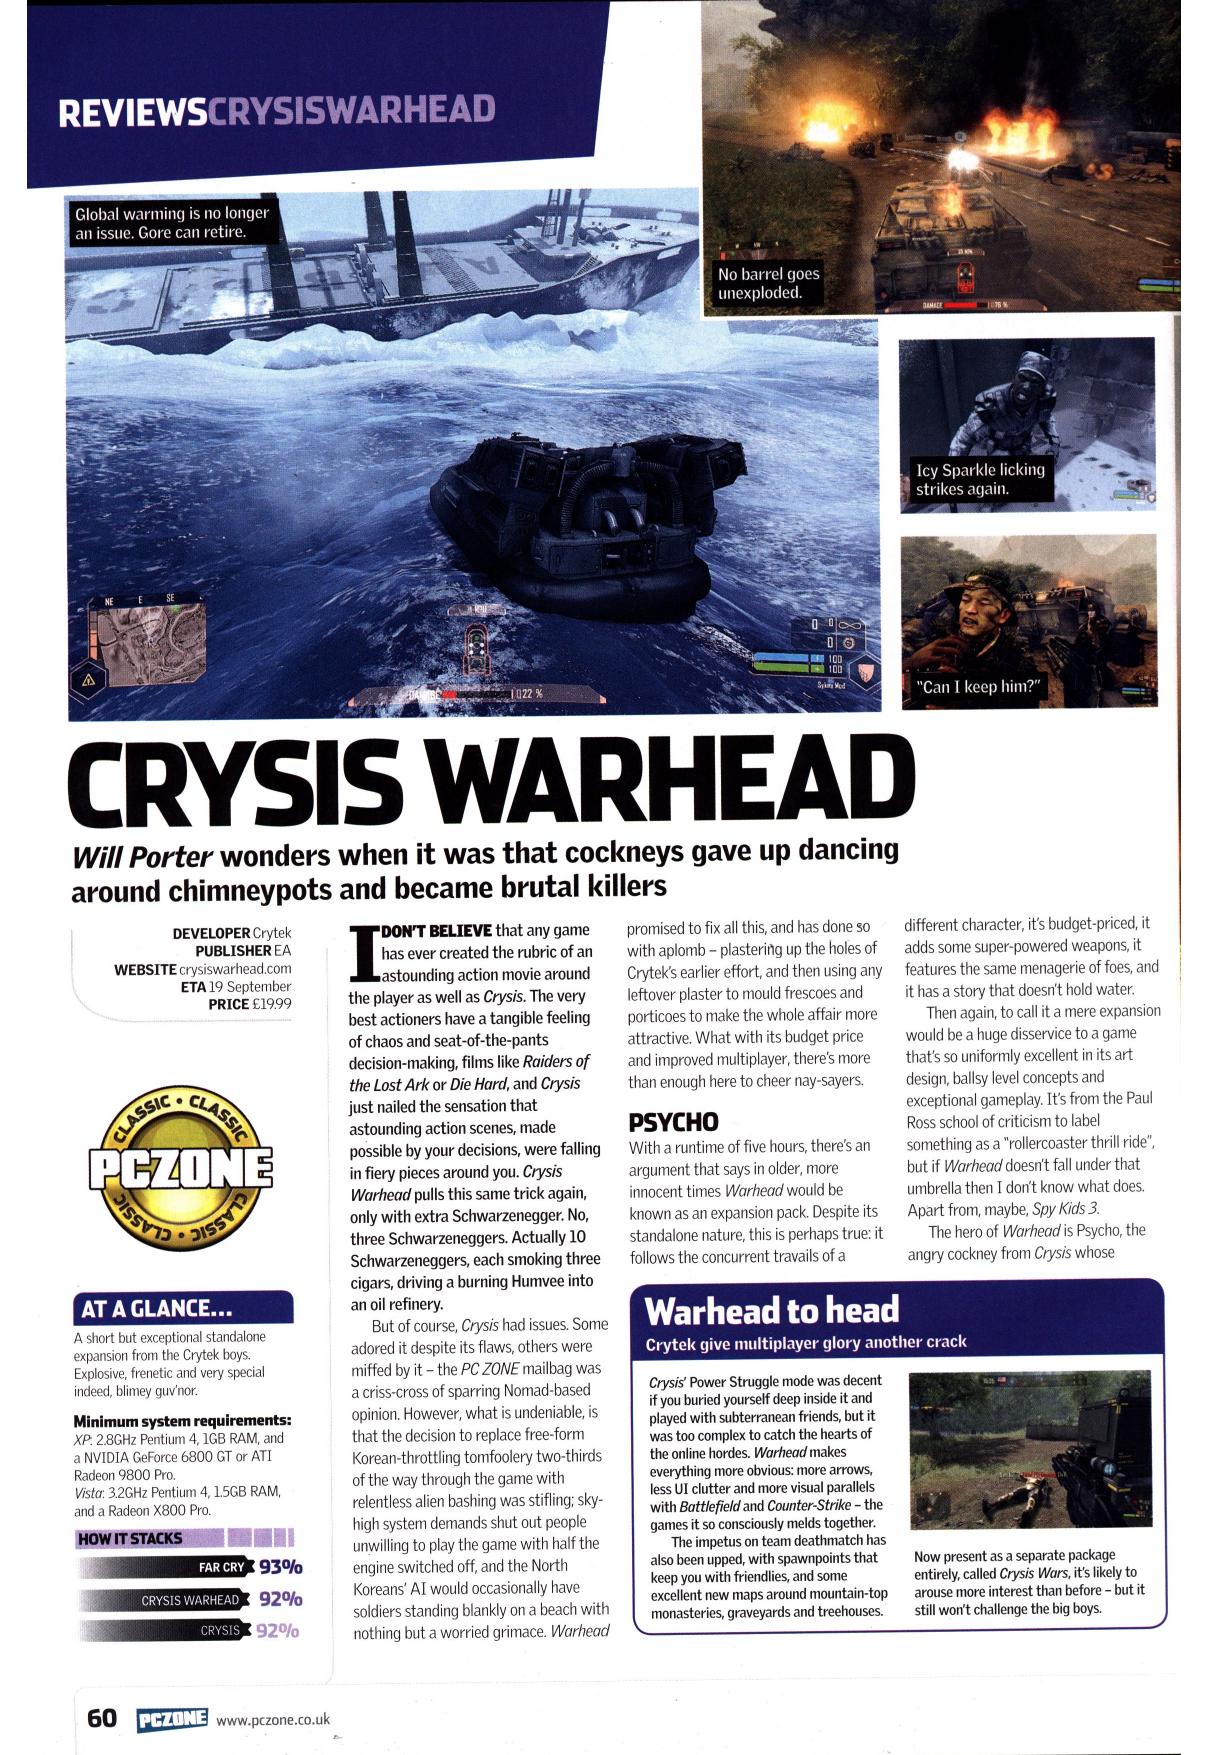 REVIEWSCRYSISWARHEAD
Global warming is no longer
an issue. Gore can retire.
No barrel goes
unexploded.
DAMAGE 76 %
Icy Sparkle licking
strikes again.
"Can I keep him?"
NE E SE
DAMAGE 022 %
0 0
0
100
100
CRYSIS WARHEAD
Will Porter wonders when it was that cockneys gave up dancing
around chimneypots and became brutal killers
DEVELOPER Crytek
PUBLISHER EA
WEBSITE crysiswarhead.com
ETA 19 September
PRICE £19.99
CLASSIC • CLASSIC
PCZONE
CLASSIC • CLASSIC
AT A GLANCE...
A short but exceptional standalone
expansion from the Crytek boys.
Explosive, frenetic and very special
indeed, blimey guv'nor.
Minimum system requirements:
XP: 2.8GHz Pentium 4, 1GB RAM, and
a NVIDIA GeForce 6800 GT or ATI
Radeon 9800 Pro.
Vista: 3.2GHz Pentium 4, 1.5GB RAM,
and a Radeon X800 Pro.
HOW IT STACKS
FAR CRY 93%
CRYSIS WARHEAD 92%
CRYSIS 92%
I DON'T BELIEVE that any game
has ever created the rubric of an
astounding action movie around
the player as well as Crysis. The very
best actioners have a tangible feeling
of chaos and seat-of-the-pants
decision-making, films like Raiders of
the Lost Ark or Die Hard, and Crysis
just nailed the sensation that
astounding action scenes, made
possible by your decisions, were falling
in fiery pieces around you. Crysis
Warhead pulls this same trick again,
only with extra Schwarzenegger. No,
three Schwarzeneggers. Actually 10
Schwarzeneggers, each smoking three
cigars, driving a burning Humvee into
an oil refinery.
But of course, Crysis had issues. Some
adored it despite its flaws, others were
miffed by it – the PC ZONE mailbag was
a criss-cross of sparring Nomad-based
opinion. However, what is undeniable, is
that the decision to replace free-form
Korean-throttling tomfoolery two-thirds
of the way through the game with
relentless alien bashing was stifling; sky-
high system demands shut out people
unwilling to play the game with half the
engine switched off, and the North
Koreans' AI would occasionally have
soldiers standing blankly on a beach with
nothing but a worried grimace. Warhead
promised to fix all this, and has done so
with aplomb – plastering up the holes of
Crytek's earlier effort, and then using any
leftover plaster to mould frescoes and
porticoes to make the whole affair more
attractive. What with its budget price
and improved multiplayer, there's more
than enough here to cheer nay-sayers.
PSYCHO
With a runtime of five hours, there's an
argument that says in older, more
innocent times Warhead would be
known as an expansion pack. Despite its
standalone nature, this is perhaps true: it
follows the concurrent travails of a
different character, it's budget-priced, it
adds some super-powered weapons, it
features the same menagerie of foes, and
it has a story that doesn't hold water.
Then again, to call it a mere expansion
would be a huge disservice to a game
that's so uniformly excellent in its art
design, ballsy level concepts and
exceptional gameplay. It's from the Paul
Ross school of criticism to label
something as a "rollercoaster thrill ride",
but if Warhead doesn't fall under that
umbrella then I don't know what does.
Apart from, maybe, Spy Kids 3.
The hero of Warhead is Psycho, the
angry cockney from Crysis whose
Warhead to head
Crytek give multiplayer glory another crack
Crysis' Power Struggle mode was decent
if you buried yourself deep inside it and
played with subterranean friends, but it
was too complex to catch the hearts of
the online hordes. Warhead makes
everything more obvious: more arrows,
less UI clutter and more visual parallels
with Battlefield and Counter-Strike – the
games it so consciously melds together.
The impetus on team deathmatch has
also been upped, with spawnpoints that
keep you with friendlies, and some
excellent new maps around mountain-top
monasteries, graveyards and treehouses.
Now present as a separate package
entirely, called Crysis Wars, it's likely to
arouse more interest than before – but it
still won't challenge the big boys.
60 PCZONE www.pczone.co.uk